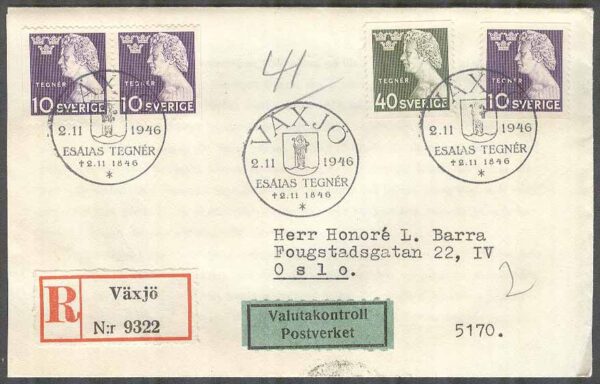 TEGNÉR
10 SVERIGE
TEGNÉR
10 SVERIGE
TEGNÉR
40 SVERIGE
TEGNÉR
10 SVERIGE
VÄXJÖ
2.11 1946
ESAIAS TEGNÉR
†2.11 1846
*
VÄXJÖ
2.11 1946
ESAIAS TEGNÉR
†2.11 1846
*
VÄXJÖ
2.11 1946
ESAIAS TEGNÉR
†2.11 1846
*
Herr Honoré L. Barra
Fougstadsgatan 22, IV
Oslo.
2
R
Växjö
N:r 9322
Valutakontroll
Postverket
5170.